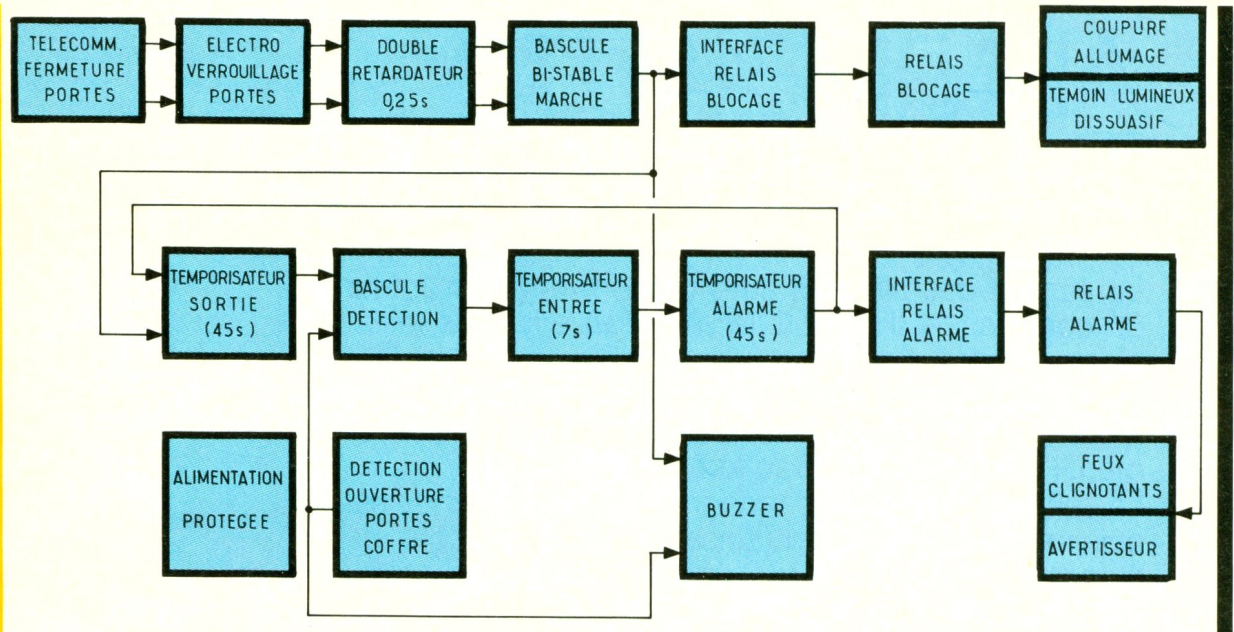 TELECOMM.
FERMETURE
PORTES
ELECTRO
VERROUILLAGE
PORTES
DOUBLE
RETARDATEUR
0,25s
BASCULE
BI-STABLE
MARCHE
INTERFACE
RELAIS
BLOCAGE
RELAIS
BLOCAGE
COUPURE
ALLUMAGE
TEMOIN LUMINEUX
DISSUASIF
TEMPORISATEUR
SORTIE
(45s)
BASCULE
DETECTION
TEMPORISATEUR
ENTREE
(7s)
TEMPORISATEUR
ALARME
(45s)
INTERFACE
RELAIS
ALARME
RELAIS
ALARME
ALIMENTATION
PROTEGEE
DETECTION
OUVERTURE
PORTES
COFFRE
BUZZER
FEUX
CLIGNOTANTS
AVERTISSEUR